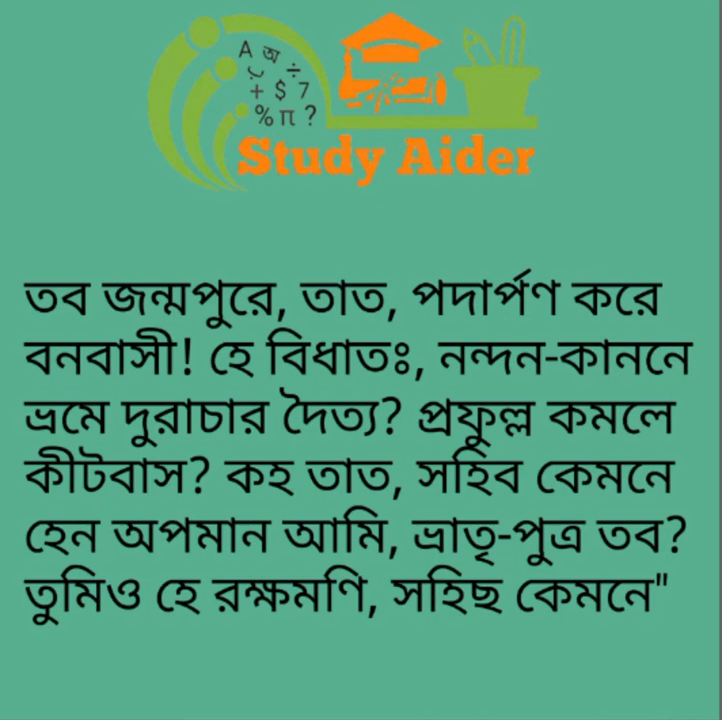 A অ
÷
+ $ 7
% π ?
Study Aider
তব জন্মপুরে, তাত, পদার্পণ করে
বনবাসী! হে বিধাতঃ, নন্দন-কাননে
ভ্রমে দুরাচার দৈত্য? প্রফুল্ল কমলে
কীটবাস? কহ তাত, সহিব কেমনে
হেন অপমান আমি, ভ্রাতৃ-পুত্র তব?
তুমিও হে রক্ষমণি, সহিছ কেমনে"